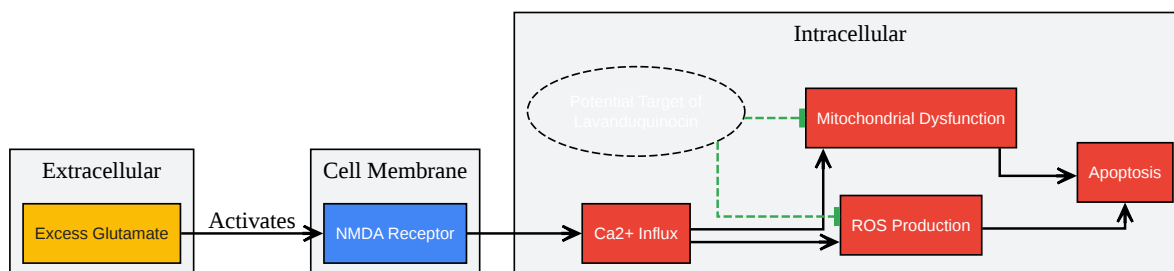 Intracellular
Potential Target of
Lavanduquinocin
Mitochondrial Dysfunction
Extracellular
Cell Membrane
Apoptosis
Excess Glutamate
Activates
NMDA Receptor
Ca2+ Influx
ROS Production